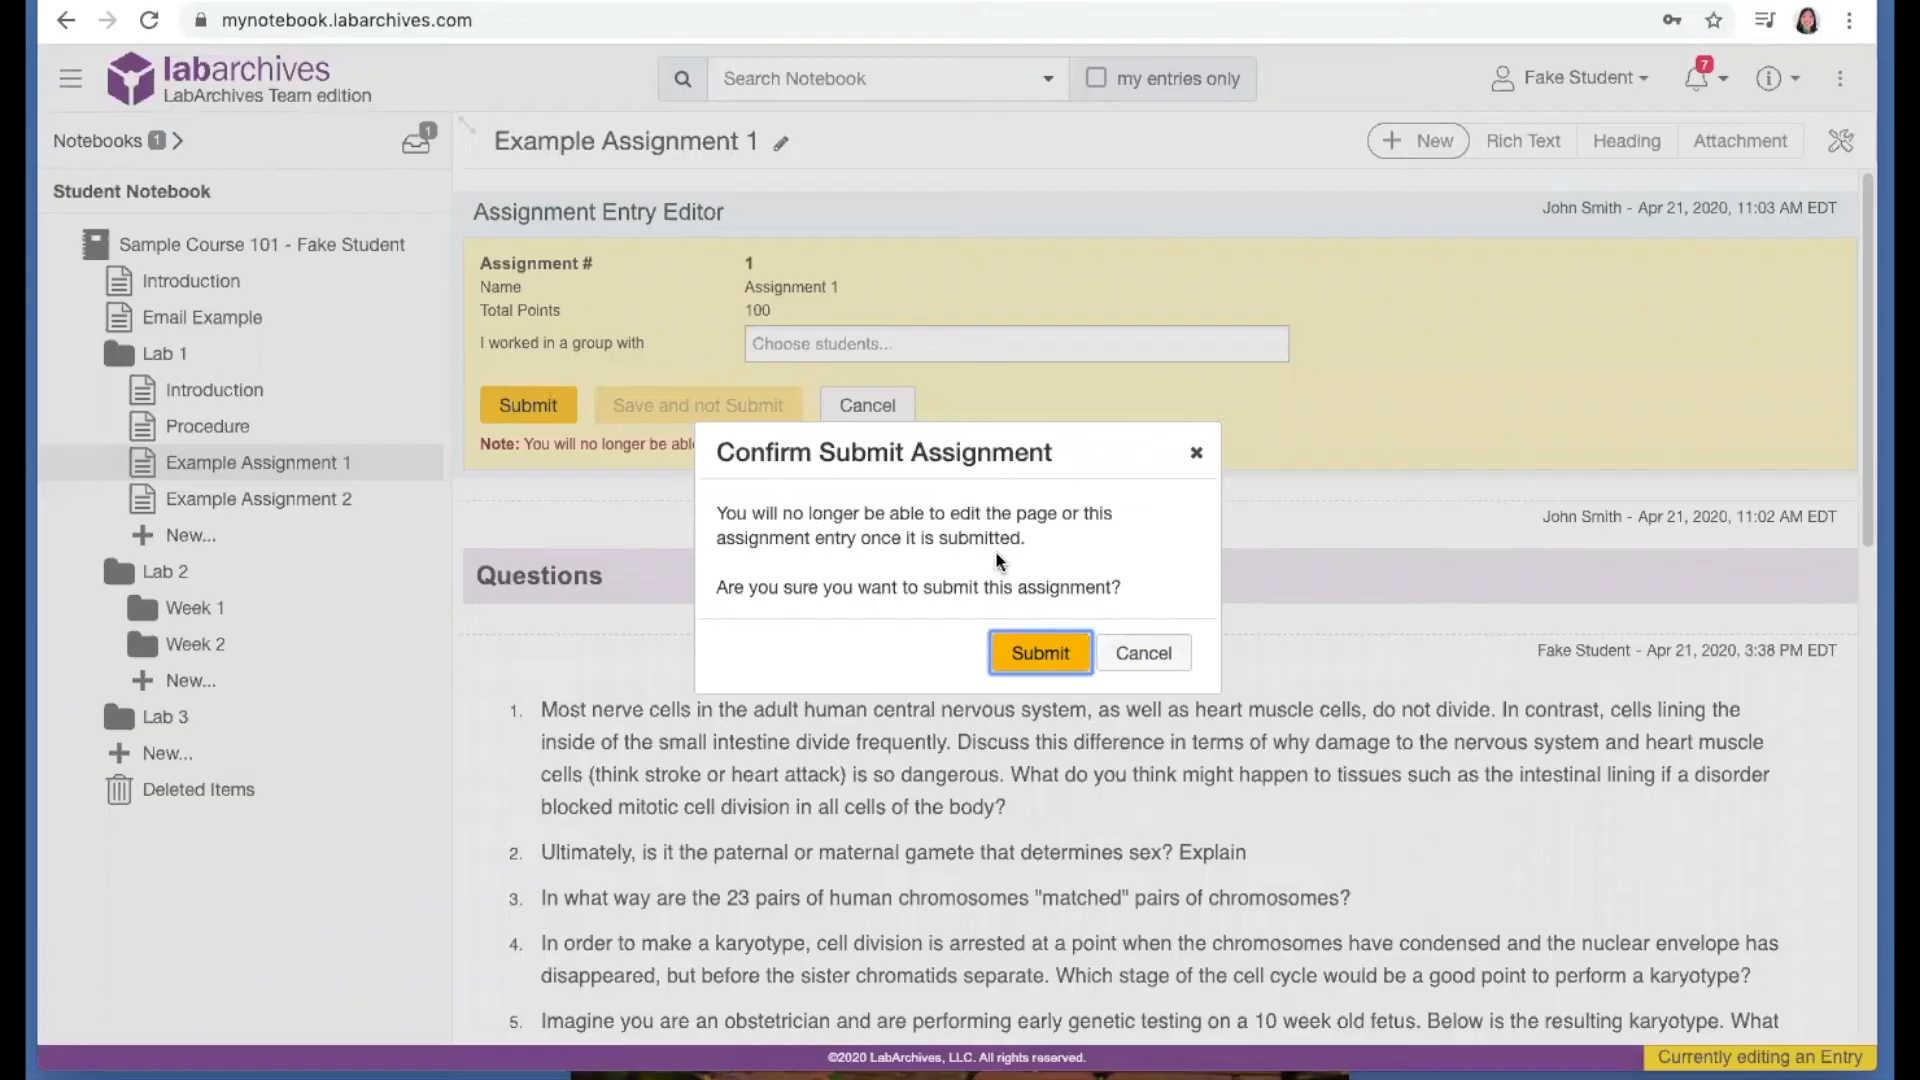 mynotebook.labarchives.com
labarchives
LabArchives Team edition
Search Notebook
my entries only
Fake Student
7
Notebooks 1
1
Example Assignment 1
New
Rich Text
Heading
Attachment
Student Notebook
Sample Course 101 - Fake Student
Introduction
Email Example
Lab 1
Introduction
Procedure
Example Assignment 1
Example Assignment 2
New...
Lab 2
Week 1
Week 2
New...
Lab 3
New...
Deleted Items
Assignment Entry Editor
John Smith - Apr 21, 2020, 11:03 AM EDT
Assignment # 1
Name Assignment 1
Total Points 100
I worked in a group with Choose students...
Submit Save and not Submit Cancel
Note: You will no longer be
Confirm Submit Assignment
You will no longer be able to edit the page or this
assignment entry once it is submitted.
Are you sure you want to submit this assignment?
Submit Cancel
John Smith - Apr 21, 2020, 11:02 AM EDT
Questions
Fake Student - Apr 21, 2020, 3:38 PM EDT
1. Most nerve cells in the adult human central nervous system, as well as heart muscle cells, do not divide. In contrast, cells lining the
inside of the small intestine divide frequently. Discuss this difference in terms of why damage to the nervous system and heart muscle
cells (think stroke or heart attack) is so dangerous. What do you think might happen to tissues such as the intestinal lining if a disorder
blocked mitotic cell division in all cells of the body?
2. Ultimately, is it the paternal or maternal gamete that determines sex? Explain
3. In what way are the 23 pairs of human chromosomes "matched" pairs of chromosomes?
4. In order to make a karyotype, cell division is arrested at a point when the chromosomes have condensed and the nuclear envelope has
disappeared, but before the sister chromatids separate. Which stage of the cell cycle would be a good point to perform a karyotype?
5. Imagine you are an obstetrician and are performing early genetic testing on a 10 week old fetus. Below is the resulting karyotype. What
©2020 LabArchives, LLC. All rights reserved.
Currently editing an Entry